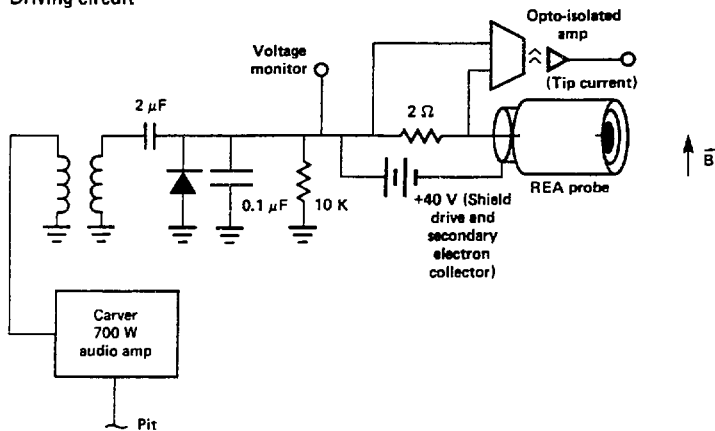 Driving circuit
Opto-isolated
amp
Voltage
monitor
(Tip current)
2 μF
2 Ω
B
REA probe
0.1 μF
10 K
+40 V (Shield
drive and
secondary
electron
collector)
Carver
700 W
audio amp
Pit